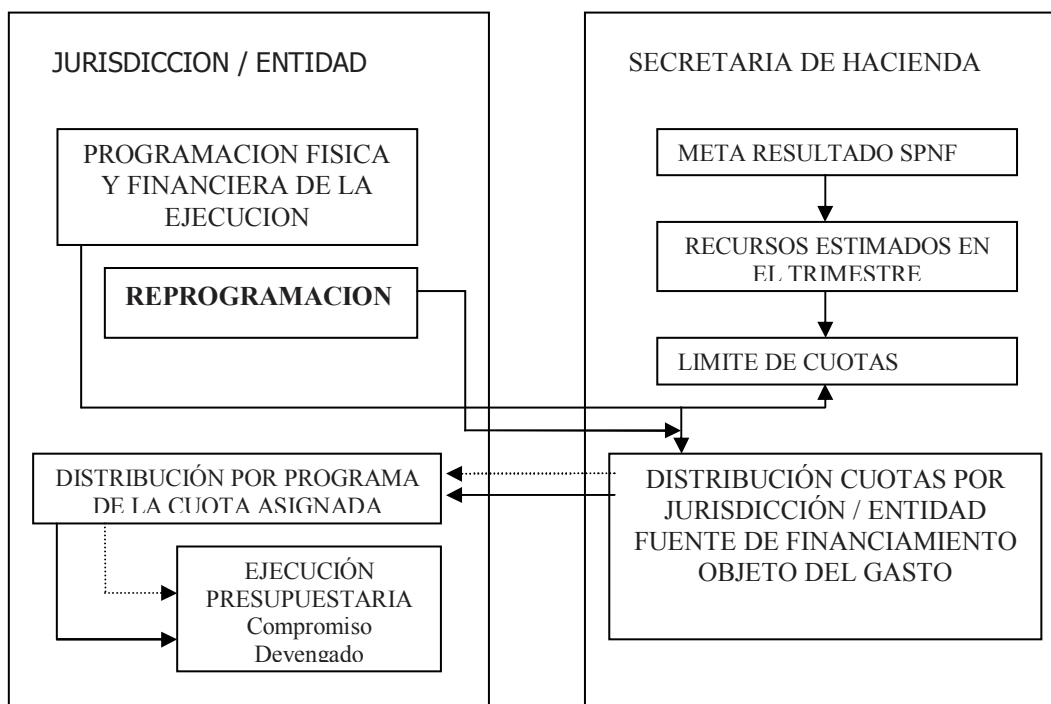 JURISDICCION / ENTIDAD
PROGRAMACION FISICA
Y FINANCIERA DE LA
EJECUCION
REPROGRAMACION
DISTRIBUCIÓN POR PROGRAMA
DE LA CUOTA ASIGNADA
EJECUCIÓN
PRESUPUESTARIA
Compromiso
Devengado
SECRETARIA DE HACIENDA
META RESULTADO SPNF
RECURSOS ESTIMADOS EN
EL TRIMESTRE
LIMITE DE CUOTAS
DISTRIBUCIÓN CUOTAS POR
JURISDICCIÓN / ENTIDAD
FUENTE DE FINANCIAMIENTO
OBJETO DEL GASTO